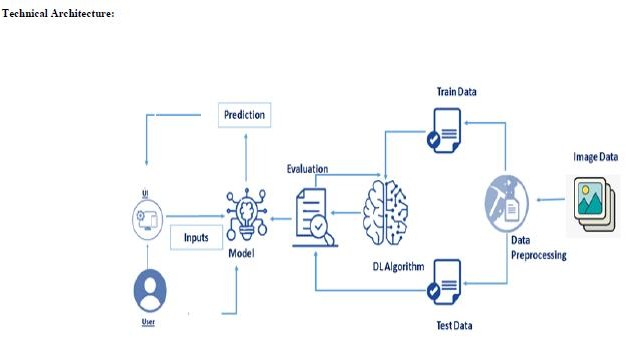 Technical Architecture:
Train Data
Prediction
Image Data
Evaluation
UI
Inputs
Model
Data
Preprocessing
DL Algorithm
User
Test Data